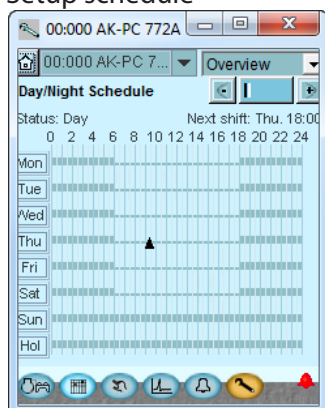 Setup schedule
00:000 AK-PC 772A
00:000 AK-PC 7... Overview
Day/Night Schedule
Status: Day Next shift: Thu. 18:00
0 2 4 6 8 10 12 14 16 18 20 22 24
Mon
Tue
Wed
Thu
Fri
Sat
Sun
Hol